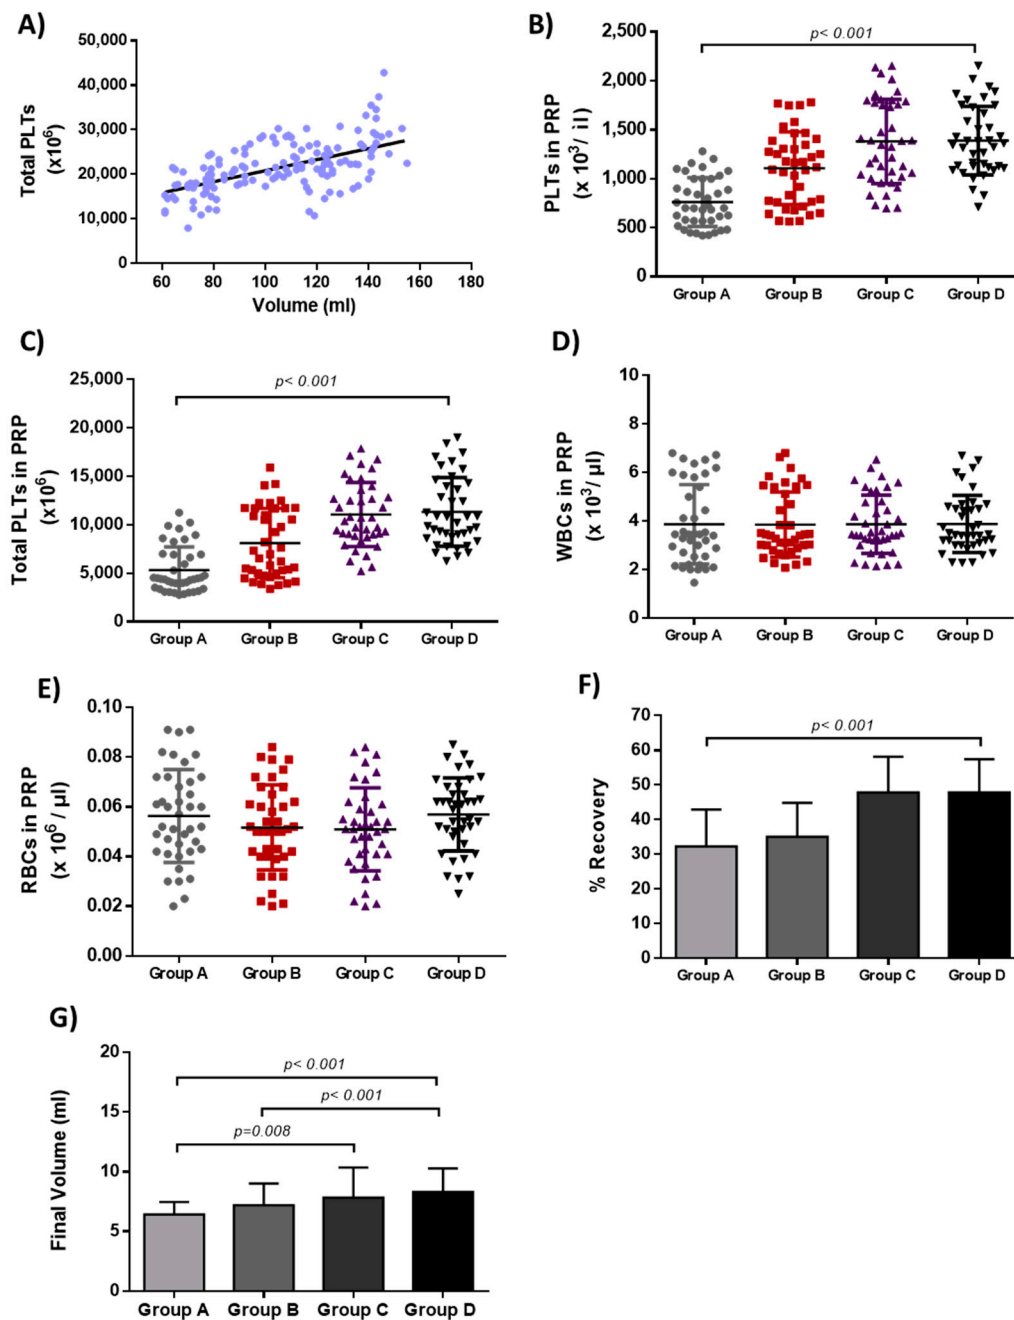 A)
50,000
40,000
30,000
20,000
10,000
0
Total PLTs
(x10⁶)
60 80 100 120 140 160 180
Volume (ml)
B)
p< 0.001
2,500
2,000
1,500
1,000
500
0
PLTs in PRP
(x 10³/ il)
Group A Group B Group C Group D
C)
p< 0.001
25,000
20,000
15,000
10,000
5,000
0
Total PLTs in PRP
(x10⁶)
Group A Group B Group C Group D
D)
10
8
6
4
2
0
WBCs in PRP
(x 10³/ µl)
Group A Group B Group C Group D
E)
0.10
0.08
0.06
0.04
0.02
0.00
RBCs in PRP
(x 10⁶ / µl)
Group A Group B Group C Group D
F)
p< 0.001
70
60
50
40
30
20
10
0
% Recovery
Group A Group B Group C Group D
G)
p< 0.001
p< 0.001
p=0.008
20
15
10
5
0
Final Volume (ml)
Group A Group B Group C Group D